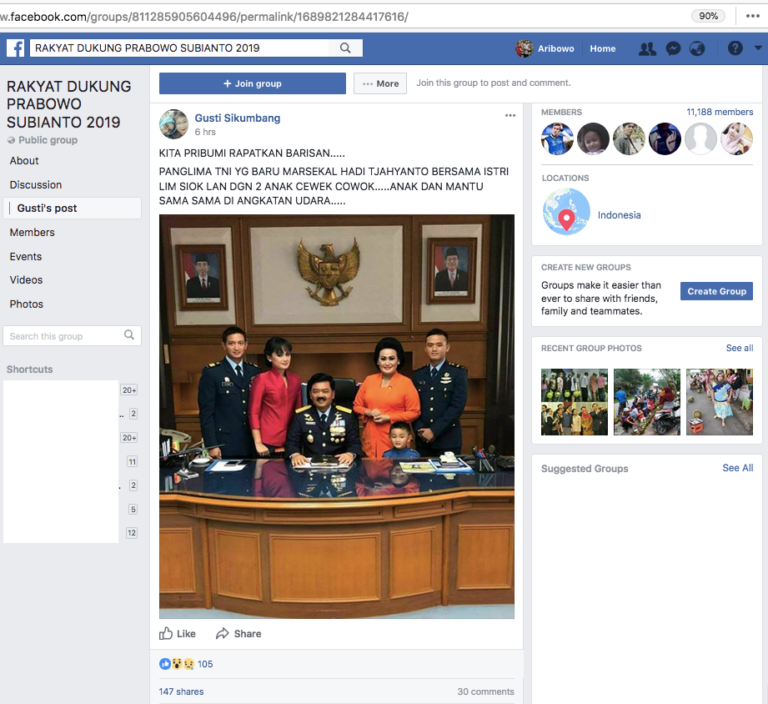 w.facebook.com/groups/811285905604496/permalink/1689821284417616/
90%
RAKYAT DUKUNG PRABOWO SUBIANTO 2019
Aribowo
Home
RAKYAT DUKUNG
PRABOWO
SUBIANTO 2019
Public group
About
Discussion
Gusti's post
Members
Events
Videos
Photos
Search this group
Shortcuts
20+
2
20+
11
2
5
12
+ Join group
More
Join this group to post and comment.
Gusti Sikumbang
6 hrs
KITA PRIBUMI RAPATKAN BARISAN.....
PANGLIMA TNI YG BARU MARSEKAL HADI TJAHYANTO BERSAMA ISTRI
LIM SIOK LAN DGN 2 ANAK CEWEK COWOK.....ANAK DAN MANTU
SAMA SAMA DI ANGKATAN UDARA.....
Like
Share
105
147 shares
30 comments
MEMBERS
11,188 members
LOCATIONS
Indonesia
CREATE NEW GROUPS
Groups make it easier than
ever to share with friends,
family and teammates.
Create Group
RECENT GROUP PHOTOS
See all
Suggested Groups
See All